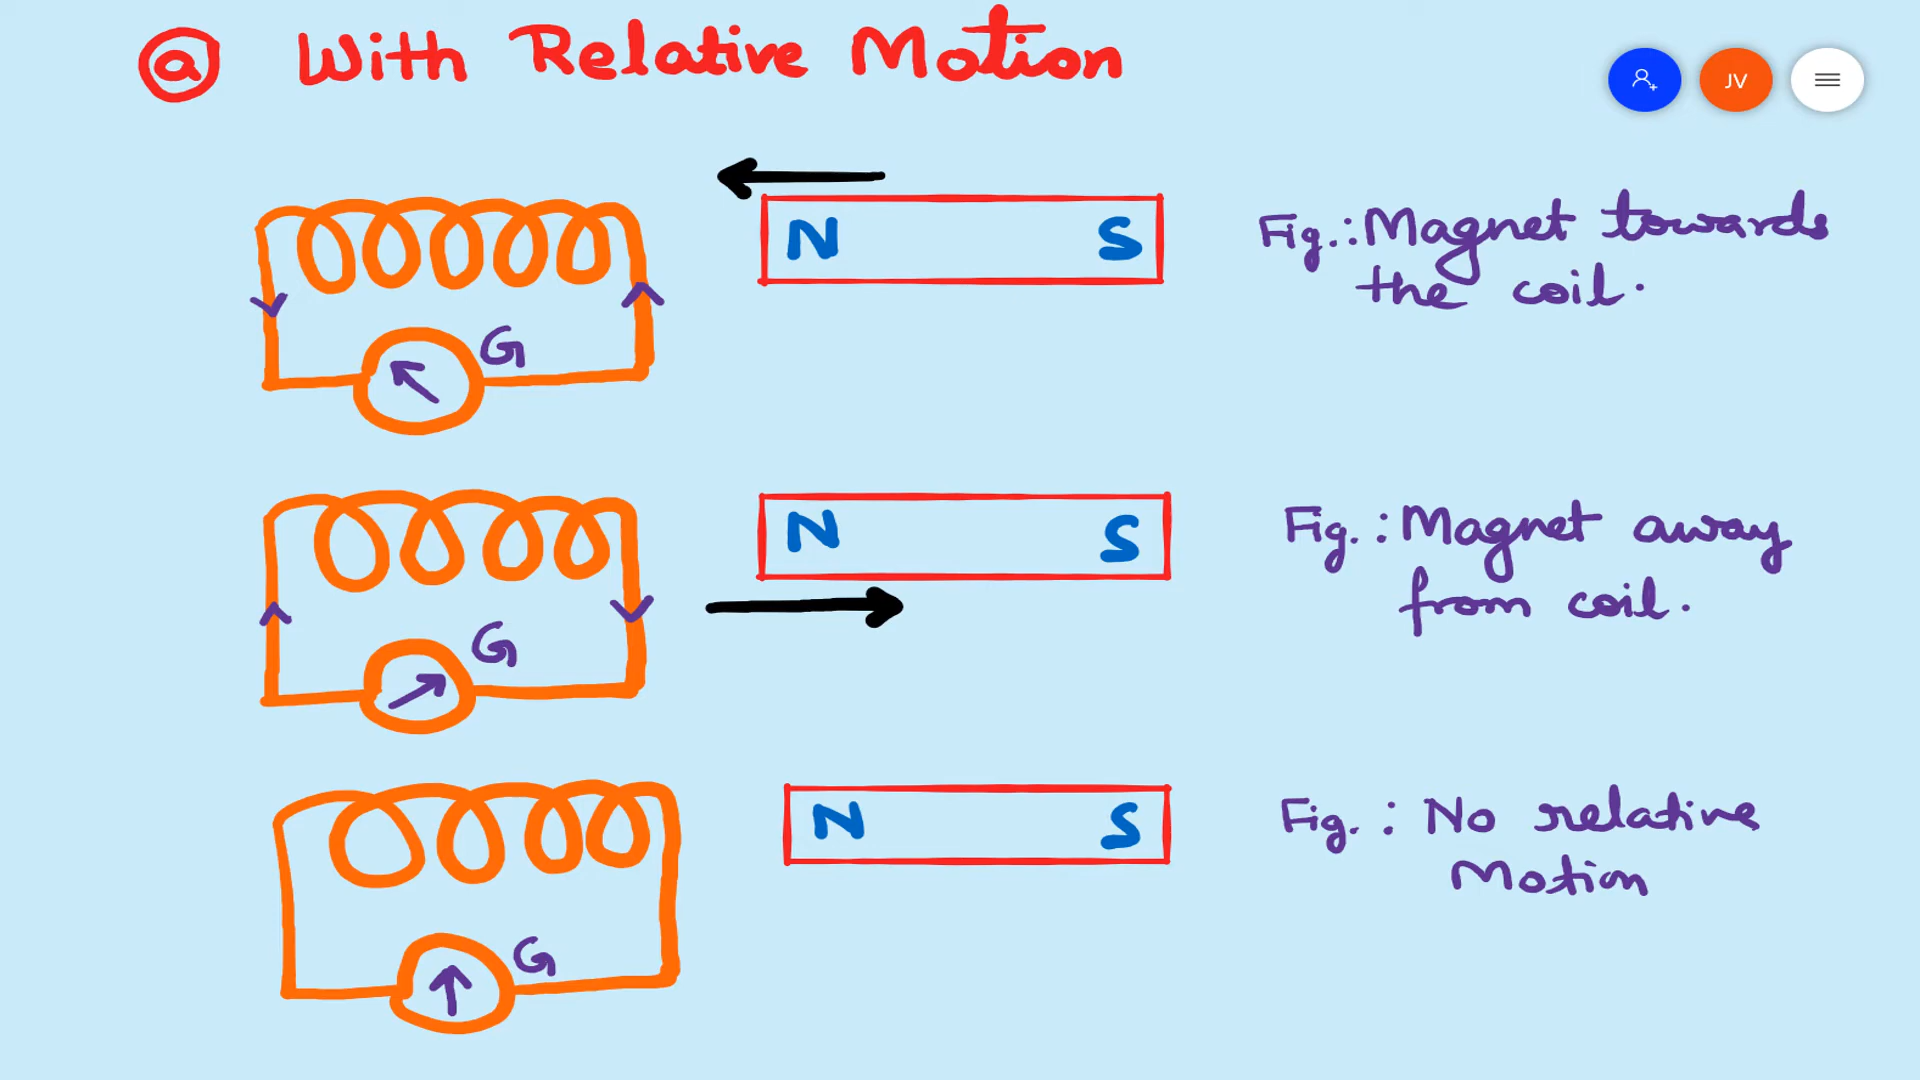 a With Relative Motion
JV
N S
Fig.: Magnet towards
the coil.
G
N S
Fig. : Magnet away
from coil.
G
N S
Fig. : No relative
Motion
G